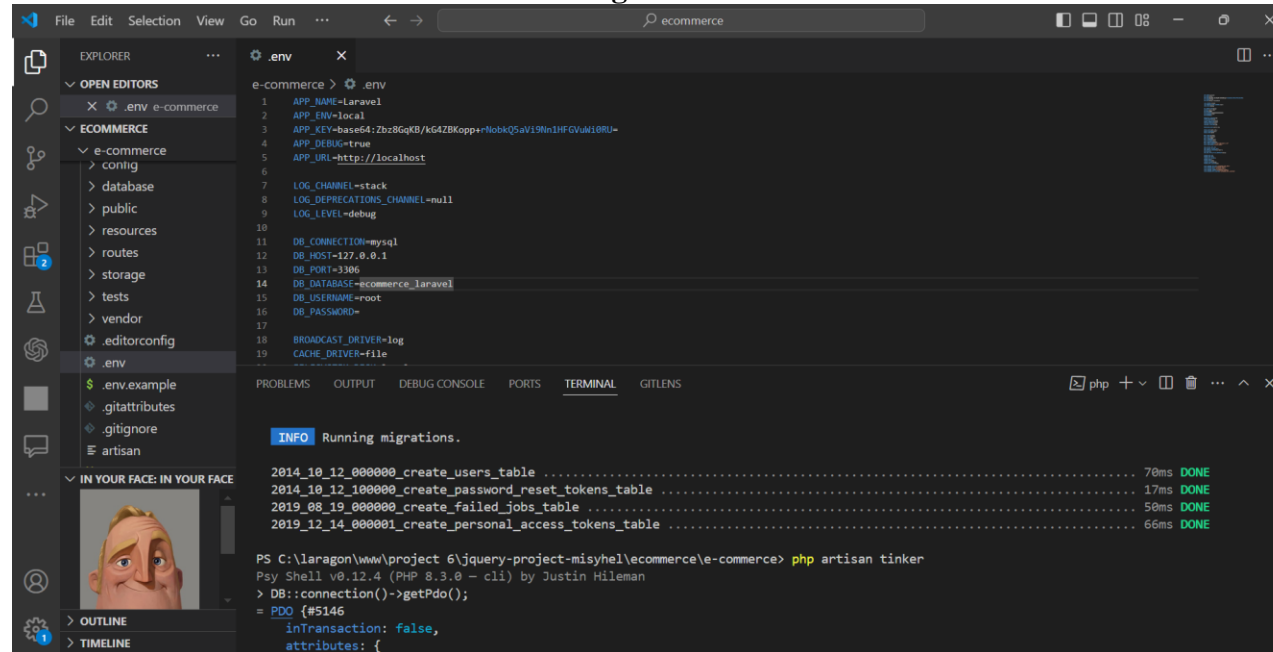 File Edit Selection View Go Run ··· ecommerce
EXPLORER ···
OPEN EDITORS
.env e-commerce
ECOMMERCE
e-commerce
config
database
public
resources
routes
storage
tests
vendor
.editorconfig
.env
.env.example
.gitattributes
.gitignore
artisan
IN YOUR FACE: IN YOUR FACE
OUTLINE
TIMELINE
2
1
.env
e-commerce > .env
1 APP_NAME=Laravel
2 APP_ENV=local
3 APP_KEY=base64:Zbz8GqKB/kG4ZBKopp+rNobkQ5aVi9Nn1HFGVuWi0RU=
4 APP_DEBUG=true
5 APP_URL=http://localhost
6
7 LOG_CHANNEL=stack
8 LOG_DEPRECATIONS_CHANNEL=null
9 LOG_LEVEL=debug
10
11 DB_CONNECTION=mysql
12 DB_HOST=127.0.0.1
13 DB_PORT=3306
14 DB_DATABASE=ecommerce_laravel
15 DB_USERNAME=root
16 DB_PASSWORD=
17
18 BROADCAST_DRIVER=log
19 CACHE_DRIVER=file
PROBLEMS OUTPUT DEBUG CONSOLE PORTS TERMINAL GITLENS php
INFO Running migrations.
2014_10_12_000000_create_users_table ........ 70ms DONE
2014_10_12_100000_create_password_reset_tokens_table ........ 17ms DONE
2019_08_19_000000_create_failed_jobs_table ........ 50ms DONE
2019_12_14_000001_create_personal_access_tokens_table ........ 66ms DONE
PS C:\laragon\www\project 6\jquery-project-misyhel\ecommerce\e-commerce> php artisan tinker
Psy Shell v0.12.4 (PHP 8.3.0 — cli) by Justin Hileman
> DB::connection()->getPdo();
= PDO {#5146
inTransaction: false,
attributes: {